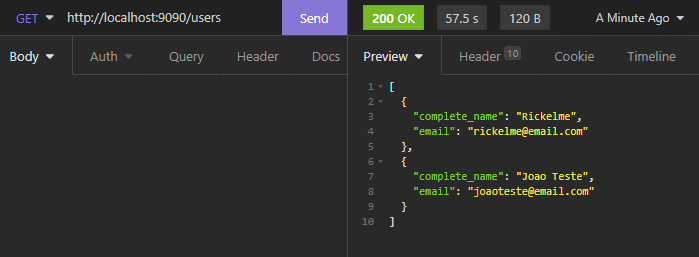 GET http://localhost:9090/users Send 200 OK 57.5 s 120 B A Minute Ago
Body Auth Query Header Docs Preview Header 10 Cookie Timeline
1 [
2 {
3 "complete_name": "Rickelme",
4 "email": "rickelme@email.com"
5 },
6 {
7 "complete_name": "Joao Teste",
8 "email": "joaoteste@email.com"
9 }
10 ]